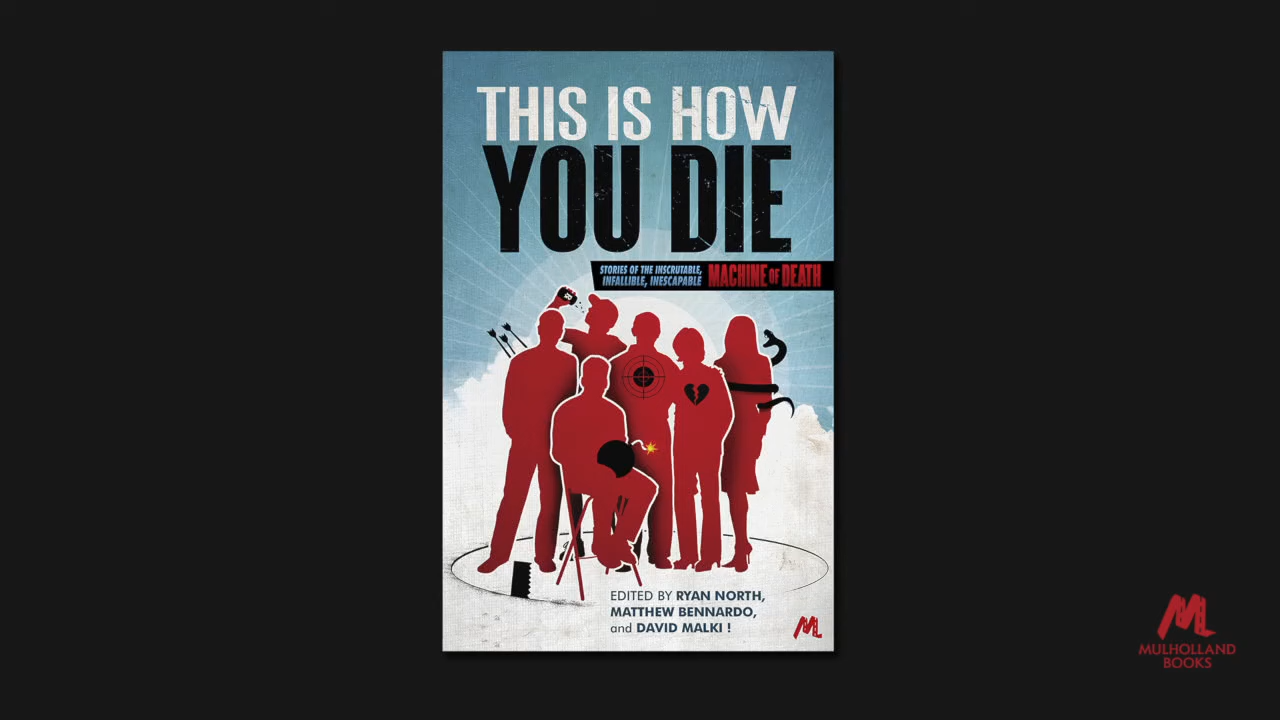 THIS IS HOW
YOU DIE
STORIES OF THE INSCRUTABLE,
INFALLIBLE, INESCAPABLE
MACHINE OF DEATH
EDITED BY RYAN NORTH,
MATTHEW BENNARDO,
and DAVID MALKI !
ML
ML
MULHOLLAND
BOOKS